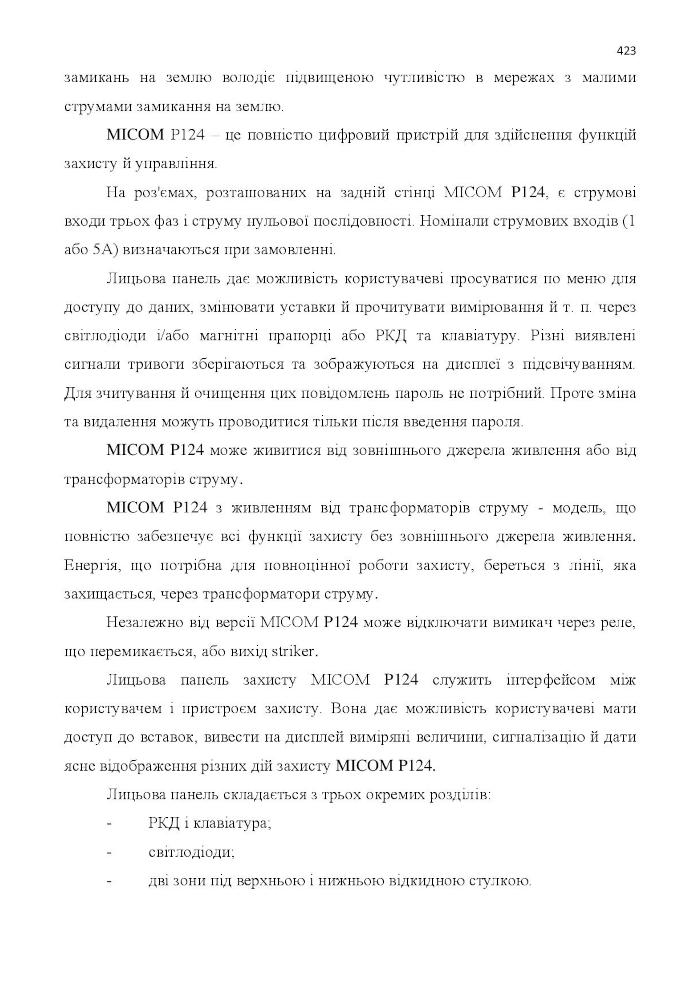 423
замикань на землю володіє підвищеною чутливістю в мережах з малими
струмами замикання на землю.
MICOM P124 – це повністю цифровий пристрій для здійснення функцій
захисту й управління.
На роз'ємах, розташованих на задній стінці MICOM P124, є струмові
входи трьох фаз і струму нульової послідовності. Номінали струмових входів (1
або 5А) визначаються при замовленні.
Лицьова панель дає можливість користувачеві просуватися по меню для
доступу до даних, змінювати уставки й прочитувати вимірювання й т. п. через
світлодіоди і/або магнітні прапорці або РКД та клавіатуру. Різні виявлені
сигнали тривоги зберігаються та зображуються на дисплеї з підсвічуванням.
Для зчитування й очищення цих повідомлень пароль не потрібний. Проте зміна
та видалення можуть проводитися тільки після введення пароля.
MICOM P124 може живитися від зовнішнього джерела живлення або від
трансформаторів струму.
MICOM P124 з живленням від трансформаторів струму - модель, що
повністю забезпечує всі функції захисту без зовнішнього джерела живлення.
Енергія, що потрібна для повноцінної роботи захисту, береться з лінії, яка
захищається, через трансформатори струму.
Незалежно від версії MICOM P124 може відключати вимикач через реле,
що перемикається, або вихід striker.
Лицьова панель захисту MICOM P124 служить інтерфейсом між
користувачем і пристроєм захисту. Вона дає можливість користувачеві мати
доступ до вставок, вивести на дисплей виміряні величини, сигналізацію й дати
ясне відображення різних дій захисту MICOM P124.
Лицьова панель складається з трьох окремих розділів:
- РКД і клавіатура;
- світлодіоди;
- дві зони під верхньою і нижньою відкидною стулкою.